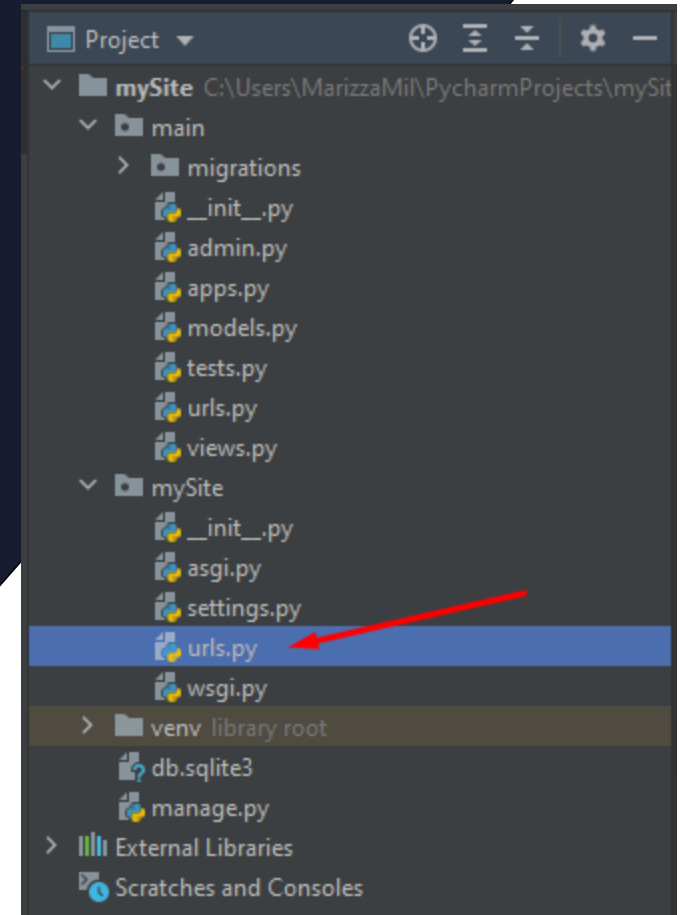 Project
mySite C:\Users\MarizzaMil\PycharmProjects\mySit
main
migrations
__init__.py
admin.py
apps.py
models.py
tests.py
urls.py
views.py
mySite
__init__.py
asgi.py
settings.py
urls.py
wsgi.py
venv library root
db.sqlite3
manage.py
External Libraries
Scratches and Consoles